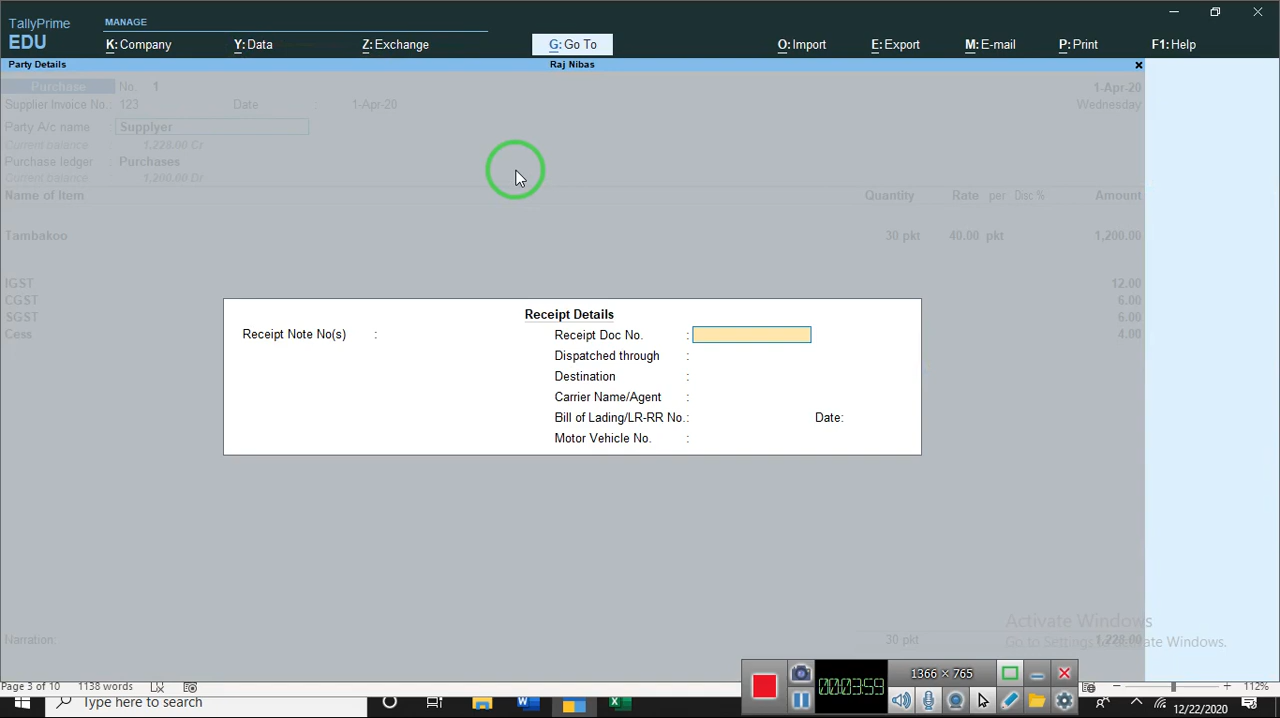 TallyPrime
EDU
MANAGE
K: Company
Y: Data
Z: Exchange
G: Go To
O: Import
E: Export
M: E-mail
P: Print
F1: Help
Party Details
Raj Nibas
Purchase No. 1
1-Apr-20
Supplier Invoice No.: 123 Date : 1-Apr-20
Wednesday
Party A/c name : Supplyer
Current balance : 1,228.00 Cr
Purchase ledger : Purchases
Current balance : 1,200.00 Dr
Name of Item Quantity Rate per Disc % Amount
Tambakoo 30 pkt 40.00 pkt 1,200.00
IGST 12.00
CGST 6.00
SGST 6.00
Cess 4.00
Receipt Details
Receipt Note No(s) :
Receipt Doc No. :
Dispatched through :
Destination :
Carrier Name/Agent :
Bill of Lading/LR-RR No. : Date:
Motor Vehicle No. :
Activate Windows
Go to Settings to activate Windows.
Narration: 30 pkt 1,228.00
Page 3 of 10 1138 words
000:03:59
1366 × 765
112%
Type here to search
12/22/2020